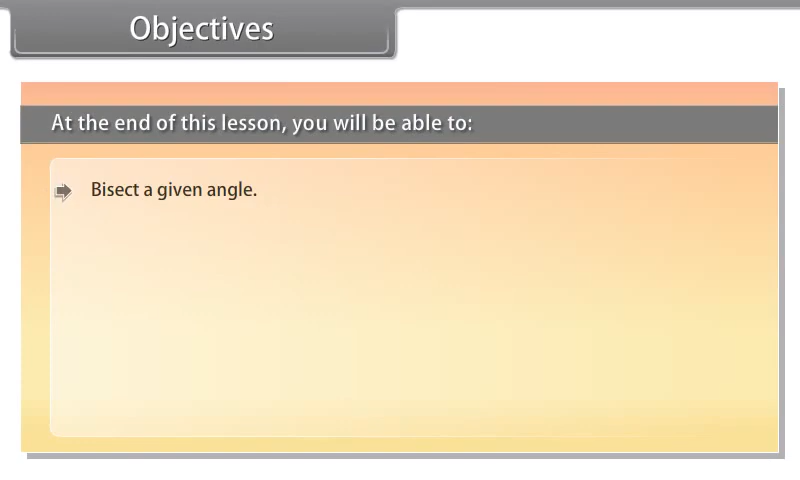 Objectives
At the end of this lesson, you will be able to:
Bisect a given angle.